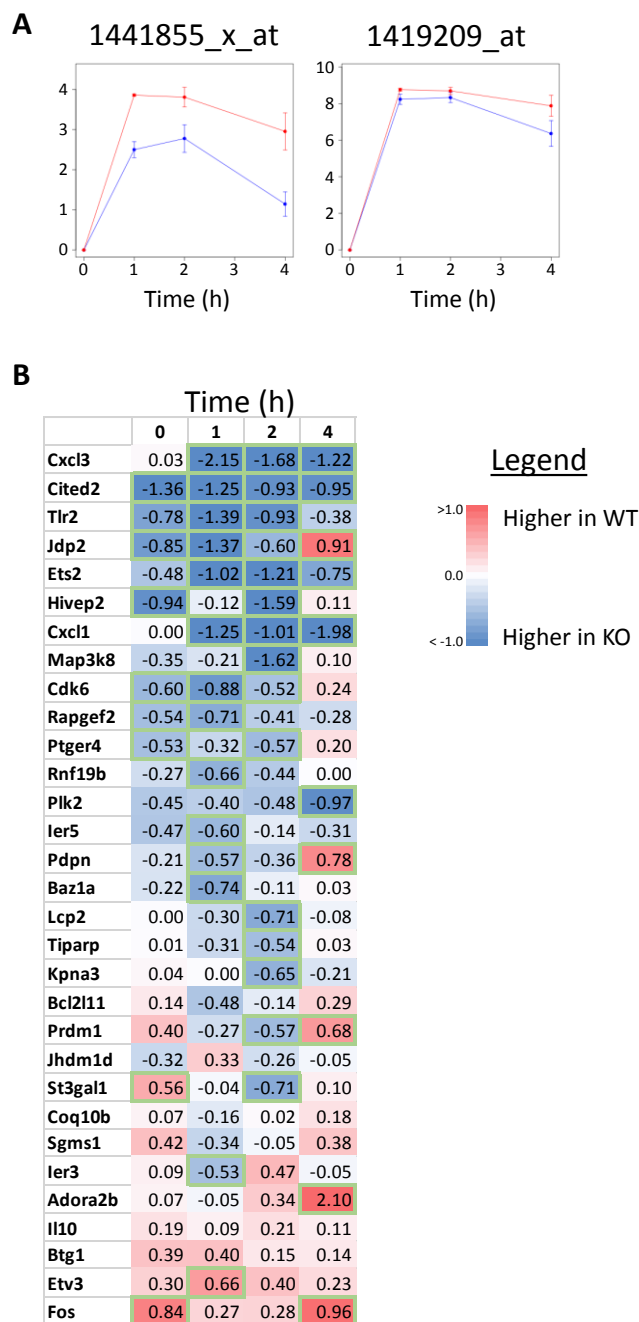 A
1441855_x_at 1419209_at
4 3 2 1 0
10 8 6 4 2 0
0 1 2 3 4 0 1 2 3 4
Time (h) Time (h)
B
Time (h)
0 1 2 4
Cxcl3 0.03 -2.15 -1.68 -1.22
Cited2 -1.36 -1.25 -0.93 -0.95
Tlr2 -0.78 -1.39 -0.93 -0.38
Jdp2 -0.85 -1.37 -0.60 0.91
Ets2 -0.48 -1.02 -1.21 -0.75
Hivep2 -0.94 -0.12 -1.59 0.11
Cxcl1 0.00 -1.25 -1.01 -1.98
Map3k8 -0.35 -0.21 -1.62 0.10
Cdk6 -0.60 -0.88 -0.52 0.24
Rapgef2 -0.54 -0.71 -0.41 -0.28
Ptger4 -0.53 -0.32 -0.57 0.20
Rnf19b -0.27 -0.66 -0.44 0.00
Plk2 -0.45 -0.40 -0.48 -0.97
Ier5 -0.47 -0.60 -0.14 -0.31
Pdpn -0.21 -0.57 -0.36 0.78
Baz1a -0.22 -0.74 -0.11 0.03
Lcp2 0.00 -0.30 -0.71 -0.08
Tiparp 0.01 -0.31 -0.54 0.03
Kpna3 0.04 0.00 -0.65 -0.21
Bcl2l11 0.14 -0.48 -0.14 0.29
Prdm1 0.40 -0.27 -0.57 0.68
Jhdm1d -0.32 0.33 -0.26 -0.05
St3gal1 0.56 -0.04 -0.71 0.10
Coq10b 0.07 -0.16 0.02 0.18
Sgms1 0.42 -0.34 -0.05 0.38
Ier3 0.09 -0.53 0.47 -0.05
Adora2b 0.07 -0.05 0.34 2.10
Il10 0.19 0.09 0.21 0.11
Btg1 0.39 0.40 0.15 0.14
Etv3 0.30 0.66 0.40 0.23
Fos 0.84 0.27 0.28 0.96
Legend
>1.0 Higher in WT
0.0
< -1.0 Higher in KO